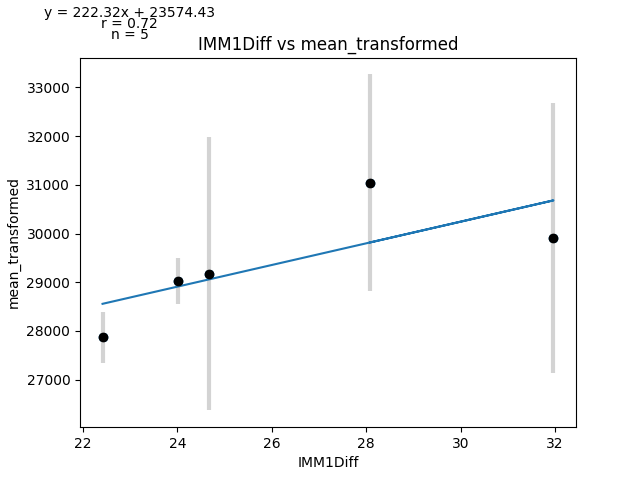 y = 222.32x + 23574.43
r = 0.72
n = 5
IMM1Diff vs mean_transformed
33000
32000
31000
30000
29000
28000
27000
mean_transformed
22 24 26 28 30 32
IMM1Diff